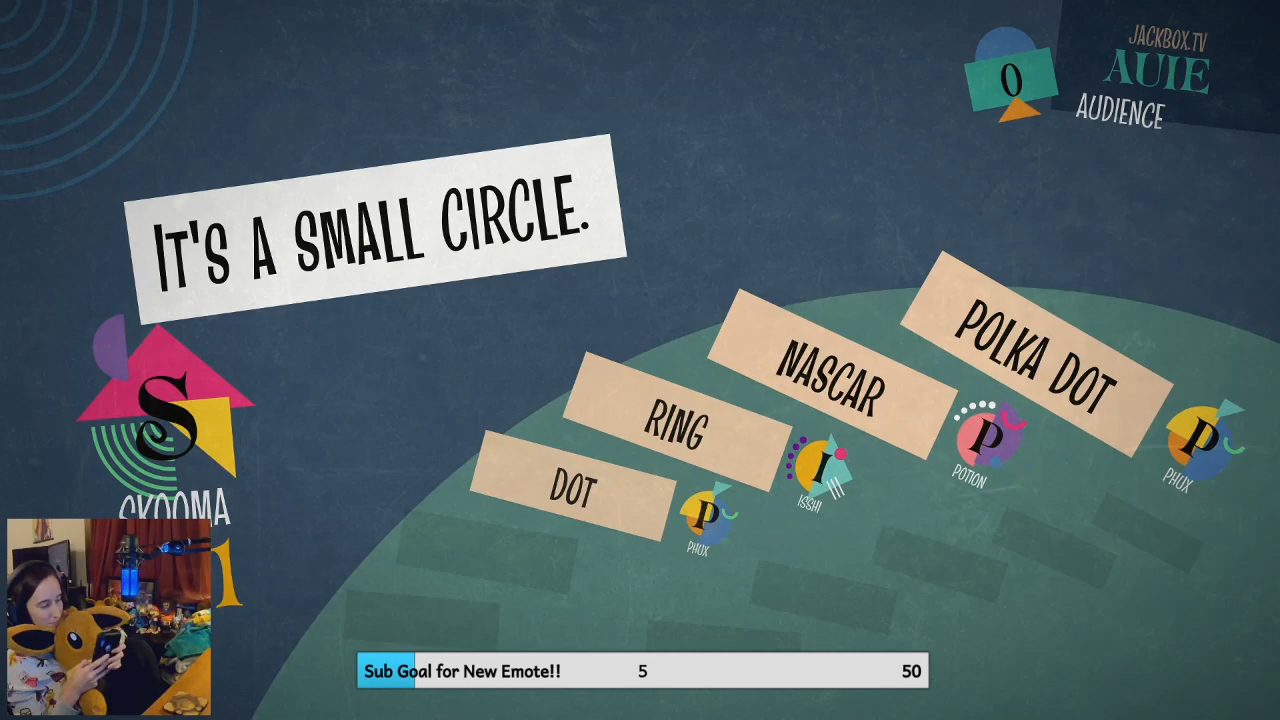 JACKBOX.TV
AUIE
0
AUDIENCE
IT'S A SMALL CIRCLE.
POLKA DOT
NASCAR
RING
DOT
S
P
PHUX
P
POTION
I
ISSHI
P
PHUX
SKOOMA
1
Sub Goal for New Emote!! 5 50